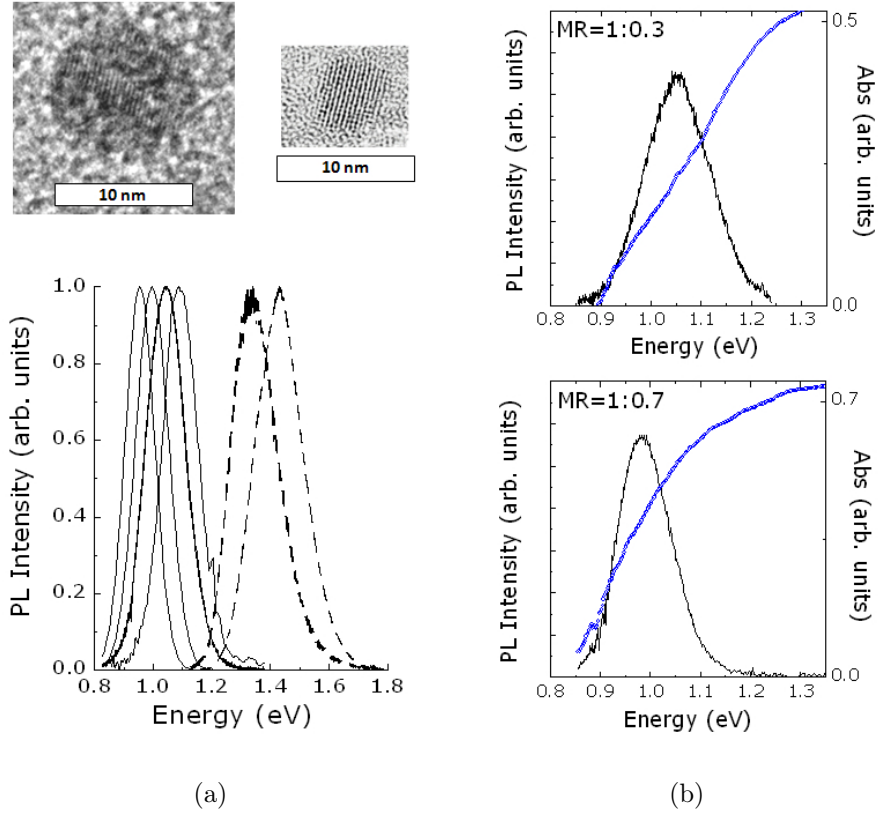 10 nm
10 nm
PL Intensity (arb. units)
1.0
0.8
0.6
0.4
0.2
0.0
0.8 1.0 1.2 1.4 1.6 1.8
Energy (eV)
(a)
MR=1:0.3
PL Intensity (arb. units)
0.5
0.0
Abs (arb. units)
0.8 0.9 1.0 1.1 1.2 1.3
Energy (eV)
MR=1:0.7
PL Intensity (arb. units)
0.7
0.0
Abs (arb. units)
0.8 0.9 1.0 1.1 1.2 1.3
Energy (eV)
(b)